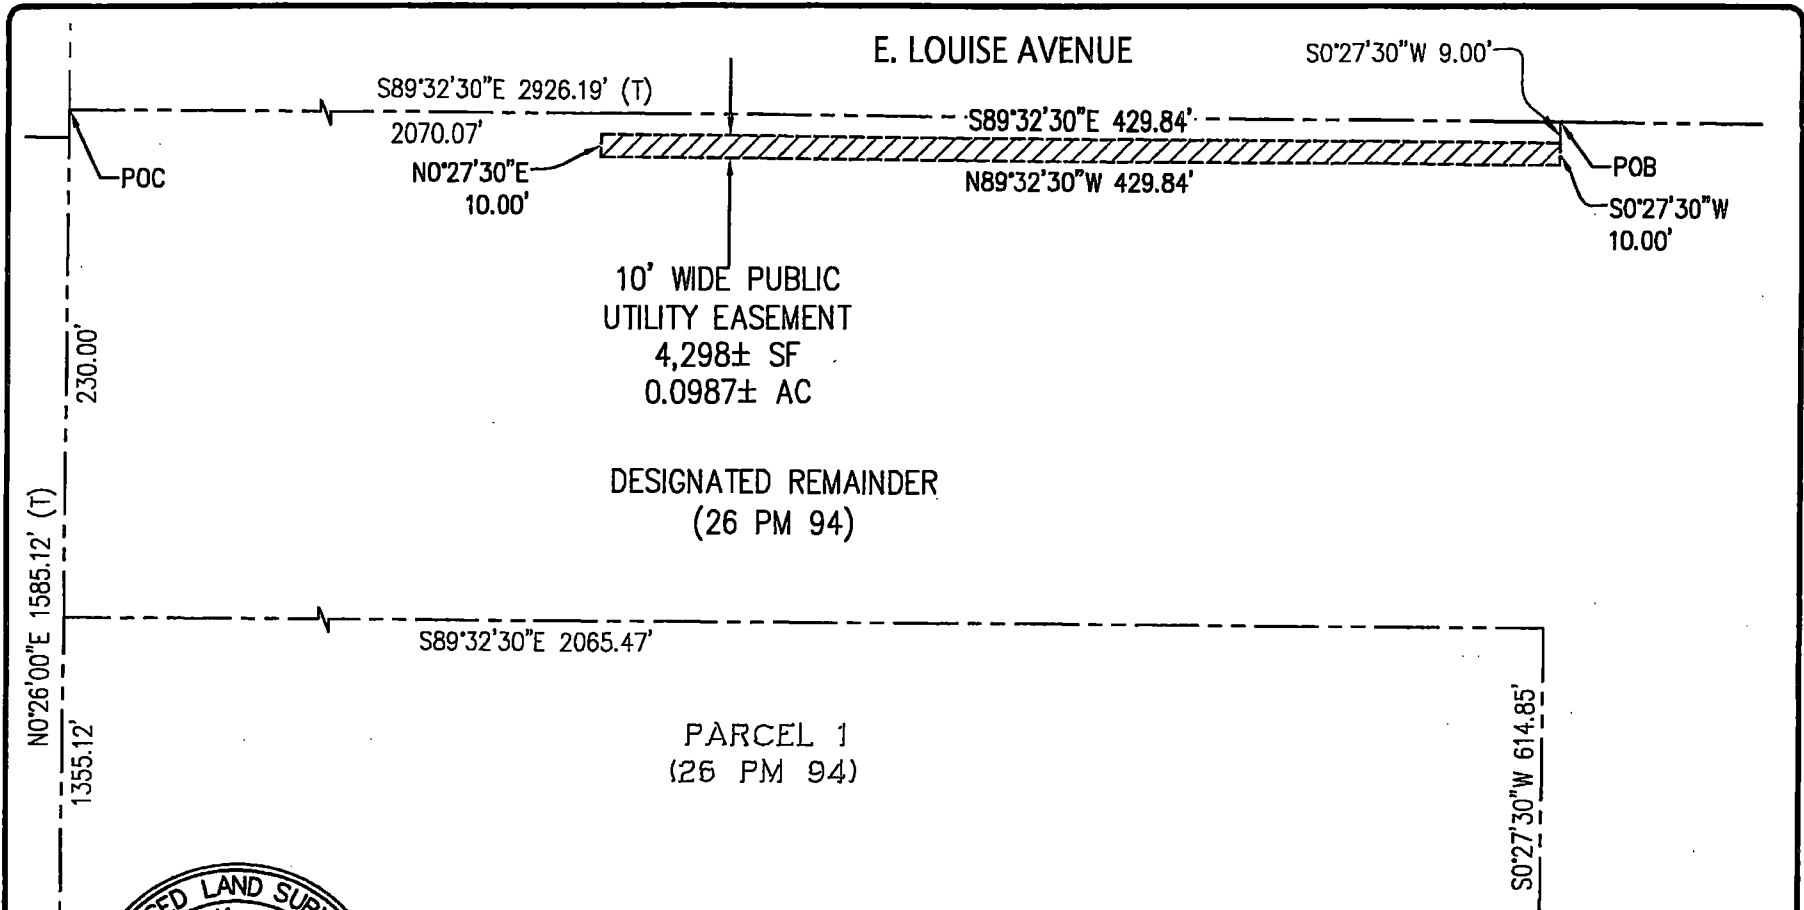 E. LOUISE AVENUE
S0°27'30"W 9.00'
S89°32'30"E 2926.19' (T)
2070.07'
S89°32'30"E 429.84'
POC
N0°27'30"E
10.00'
N89°32'30"W 429.84'
POB
S0°27'30"W
10.00'
10' WIDE PUBLIC
UTILITY EASEMENT
4,298± SF
0.0987± AC
230.00'
DESIGNATED REMAINDER
(26 PM 94)
N0°26'00"E 1585.12' (T)
S89°32'30"E 2065.47'
1355.12'
PARCEL 1
(26 PM 94)
S0°27'30"W 614.85'
LAND